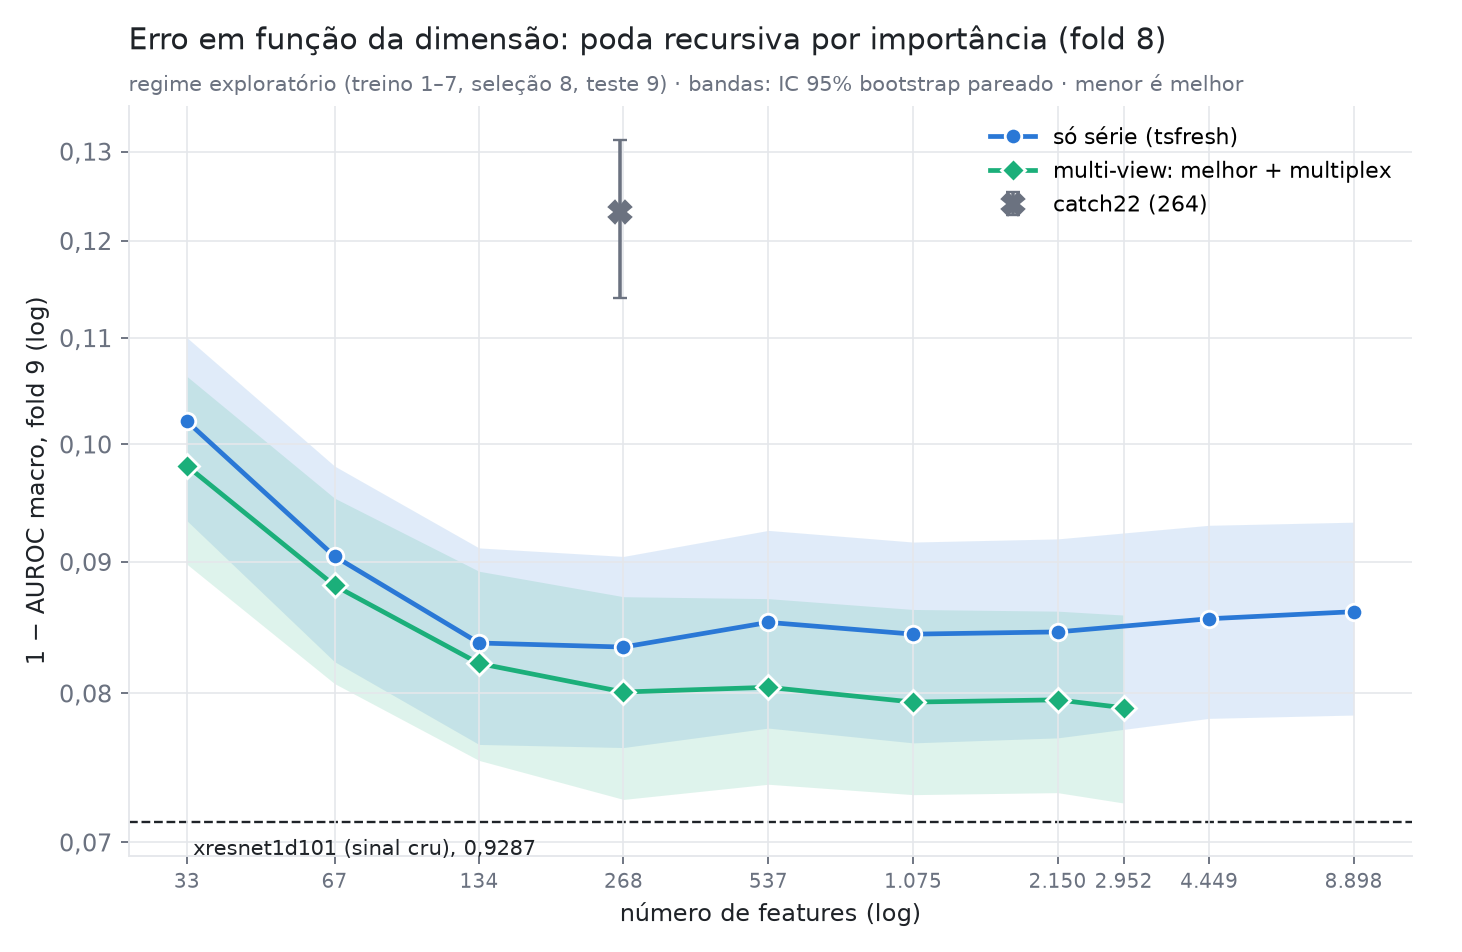 Erro em função da dimensão: poda recursiva por importância (fold 8)
regime exploratório (treino 1–7, seleção 8, teste 9) · bandas: IC 95% bootstrap pareado · menor é melhor
só série (tsfresh)
multi-view: melhor + multiplex
catch22 (264)
1 − AUROC macro, fold 9 (log)
0,13
0,12
0,11
0,10
0,09
0,08
0,07
xresnet1d101 (sinal cru), 0,9287
33 67 134 268 537 1.075 2.150 2.952 4.449 8.898
número de features (log)